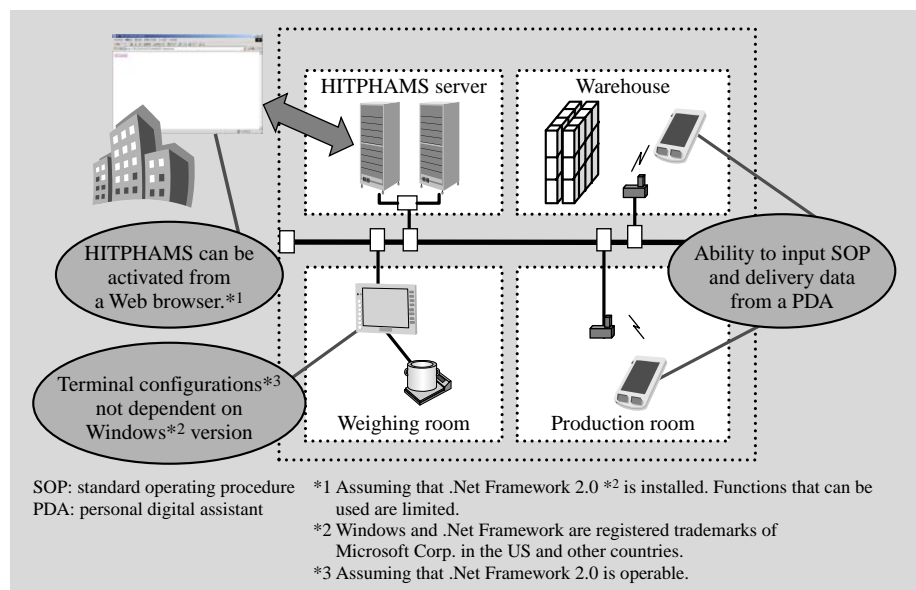 HITPHAMS server
Warehouse
HITPHAMS can be
activated from
a Web browser.*1
Ability to input SOP
and delivery data
from a PDA
Terminal configurations*3
not dependent on
Windows*2 version
Weighing room
Production room
SOP: standard operating procedure
PDA: personal digital assistant
*1 Assuming that .Net Framework 2.0 *2 is installed. Functions that can be
used are limited.
*2 Windows and .Net Framework are registered trademarks of
Microsoft Corp. in the US and other countries.
*3 Assuming that .Net Framework 2.0 is operable.